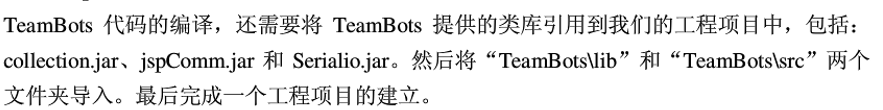 TeamBots 代码的编译，还需要将 TeamBots 提供的类库引用到我们的工程项目中，包括：
collection.jar、jspComm.jar 和 Serialio.jar。然后将“TeamBots\lib”和“TeamBots\src”两个
文件夹导入。最后完成一个工程项目的建立。